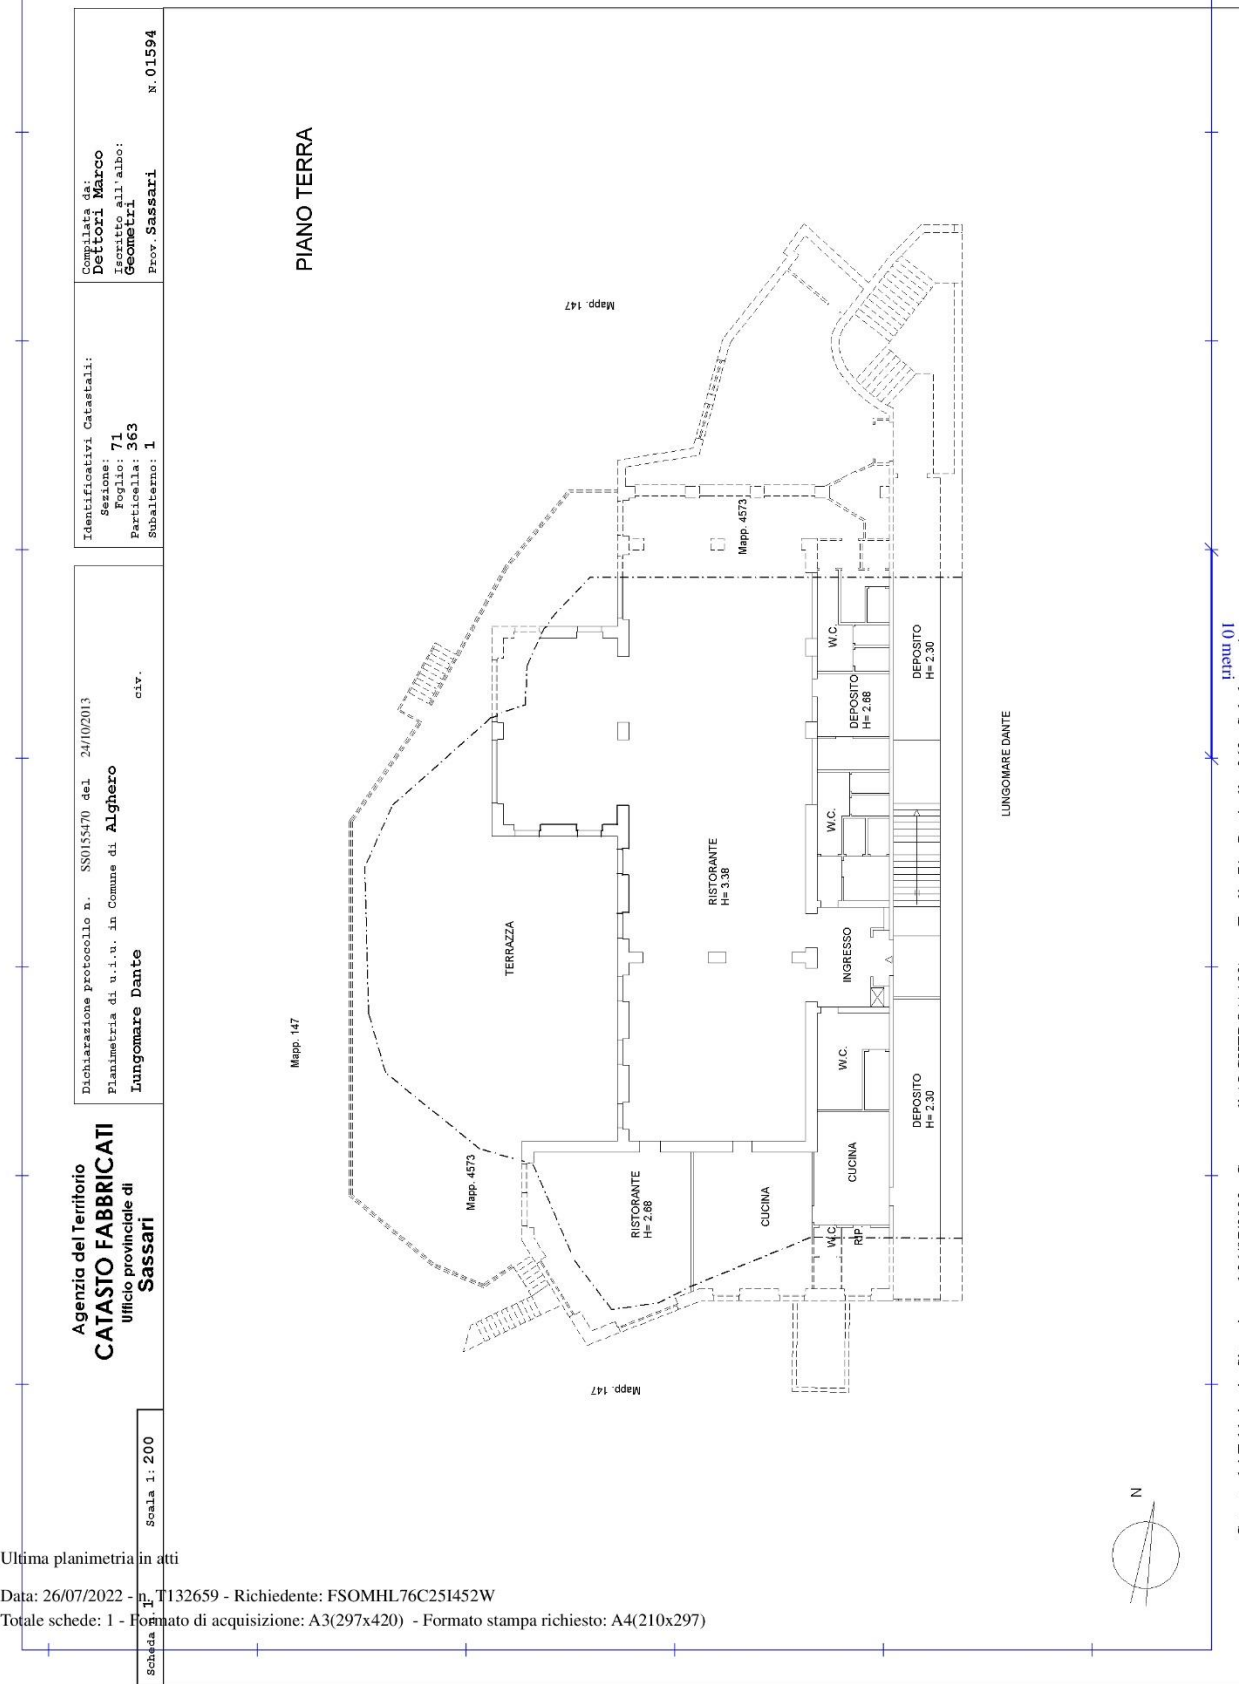 Agenzia del Territorio
CATASTO FABBRICATI
Ufficio provinciale di
Sassari
Dichiarazione protocollo n. SS0155470 del 24/10/2013
Planimetria di u.i.u. in Comune di Alghero
Lungomare Dante civ.
Identificativi Catastali:
Sezione:
Foglio: 71
Particella: 363
Subalterno: 1
Compilata da:
Dettori Marco
Iscritto all'albo:
Geometri
Prov. Sassari N. 01594
Scheda n. 1 Scala 1: 200
PIANO TERRA
Mapp. 147
Mapp. 4573
W.C.
DEPOSITO
H= 2.30
DEPOSITO
H= 2.68
W.C.
RISTORANTE
H= 3.38
TERRAZZA
INGRESSO
LUNGOMARE DANTE
Mapp. 147
W.C.
DEPOSITO
H= 2.30
Mapp. 4573
RISTORANTE
H= 2.68
CUCINA
CUCINA
W.C.
RIP.
Mapp. 147
N
10 metri
Ultima planimetria in atti
Data: 26/07/2022 - n. T132659 - Richiedente: FSOMHL76C25I452W
Totale schede: 1 - Formato di acquisizione: A3(297x420) - Formato stampa richiesto: A4(210x297)